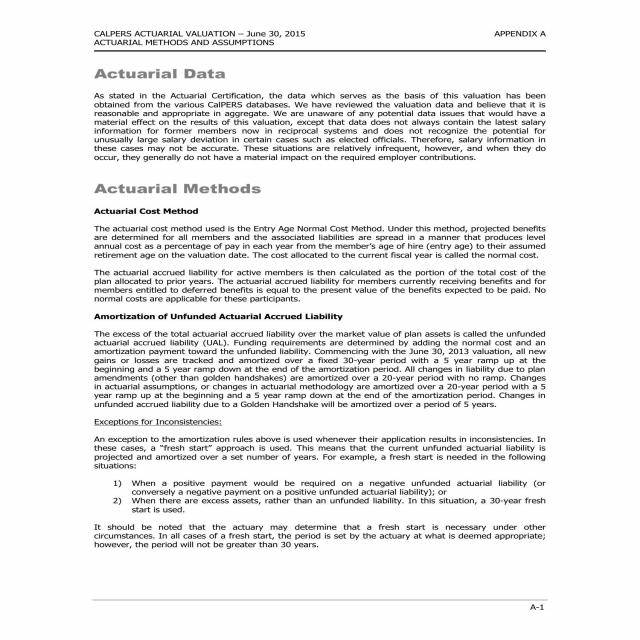 CALPERS ACTUARIAL VALUATION – June 30, 2015 APPENDIX A
ACTUARIAL METHODS AND ASSUMPTIONS
Actuarial Data
As stated in the Actuarial Certification, the data which serves as the basis of this valuation has been
obtained from the various CalPERS databases. We have reviewed the valuation data and believe that it is
reasonable and appropriate in aggregate. We are unaware of any potential data issues that would have a
material effect on the results of this valuation, except that data does not always contain the latest salary
information for former members now in reciprocal systems and does not recognize the potential for
unusually large salary deviation in certain cases such as elected officials. Therefore, salary information in
these cases may not be accurate. These situations are relatively infrequent, however, and when they do
occur, they generally do not have a material impact on the required employer contributions.
Actuarial Methods
Actuarial Cost Method
The actuarial cost method used is the Entry Age Normal Cost Method. Under this method, projected benefits
are determined for all members and the associated liabilities are spread in a manner that produces level
annual cost as a percentage of pay in each year from the member's age of hire (entry age) to their assumed
retirement age on the valuation date. The cost allocated to the current fiscal year is called the normal cost.
The actuarial accrued liability for active members is then calculated as the portion of the total cost of the
plan allocated to prior years. The actuarial accrued liability for members currently receiving benefits and for
members entitled to deferred benefits is equal to the present value of the benefits expected to be paid. No
normal costs are applicable for these participants.
Amortization of Unfunded Actuarial Accrued Liability
The excess of the total actuarial accrued liability over the market value of plan assets is called the unfunded
actuarial accrued liability (UAL). Funding requirements are determined by adding the normal cost and an
amortization payment toward the unfunded liability. Commencing with the June 30, 2013 valuation, all new
gains or losses are tracked and amortized over a fixed 30-year period with a 5 year ramp up at the
beginning and a 5 year ramp down at the end of the amortization period. All changes in liability due to plan
amendments (other than golden handshakes) are amortized over a 20-year period with no ramp. Changes
in actuarial assumptions, or changes in actuarial methodology are amortized over a 20-year period with a 5
year ramp up at the beginning and a 5 year ramp down at the end of the amortization period. Changes in
unfunded accrued liability due to a Golden Handshake will be amortized over a period of 5 years.
Exceptions for Inconsistencies:
An exception to the amortization rules above is used whenever their application results in inconsistencies. In
these cases, a "fresh start" approach is used. This means that the current unfunded actuarial liability is
projected and amortized over a set number of years. For example, a fresh start is needed in the following
situations:
1) When a positive payment would be required on a negative unfunded actuarial liability (or
conversely a negative payment on a positive unfunded actuarial liability); or
2) When there are excess assets, rather than an unfunded liability. In this situation, a 30-year fresh
start is used.
It should be noted that the actuary may determine that a fresh start is necessary under other
circumstances. In all cases of a fresh start, the period is set by the actuary at what is deemed appropriate;
however, the period will not be greater than 30 years.
A-1